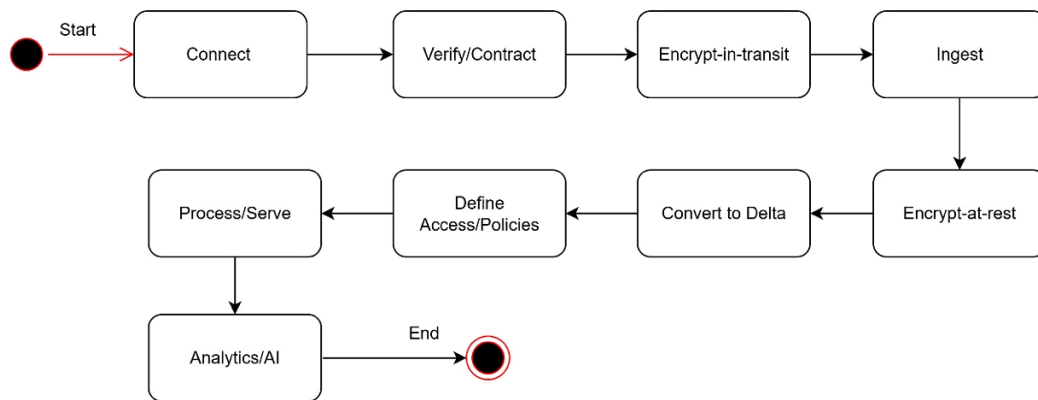 Start
Connect
Verify/Contract
Encrypt-in-transit
Ingest
Encrypt-at-rest
Convert to Delta
Define
Access/Policies
Process/Serve
Analytics/AI
End